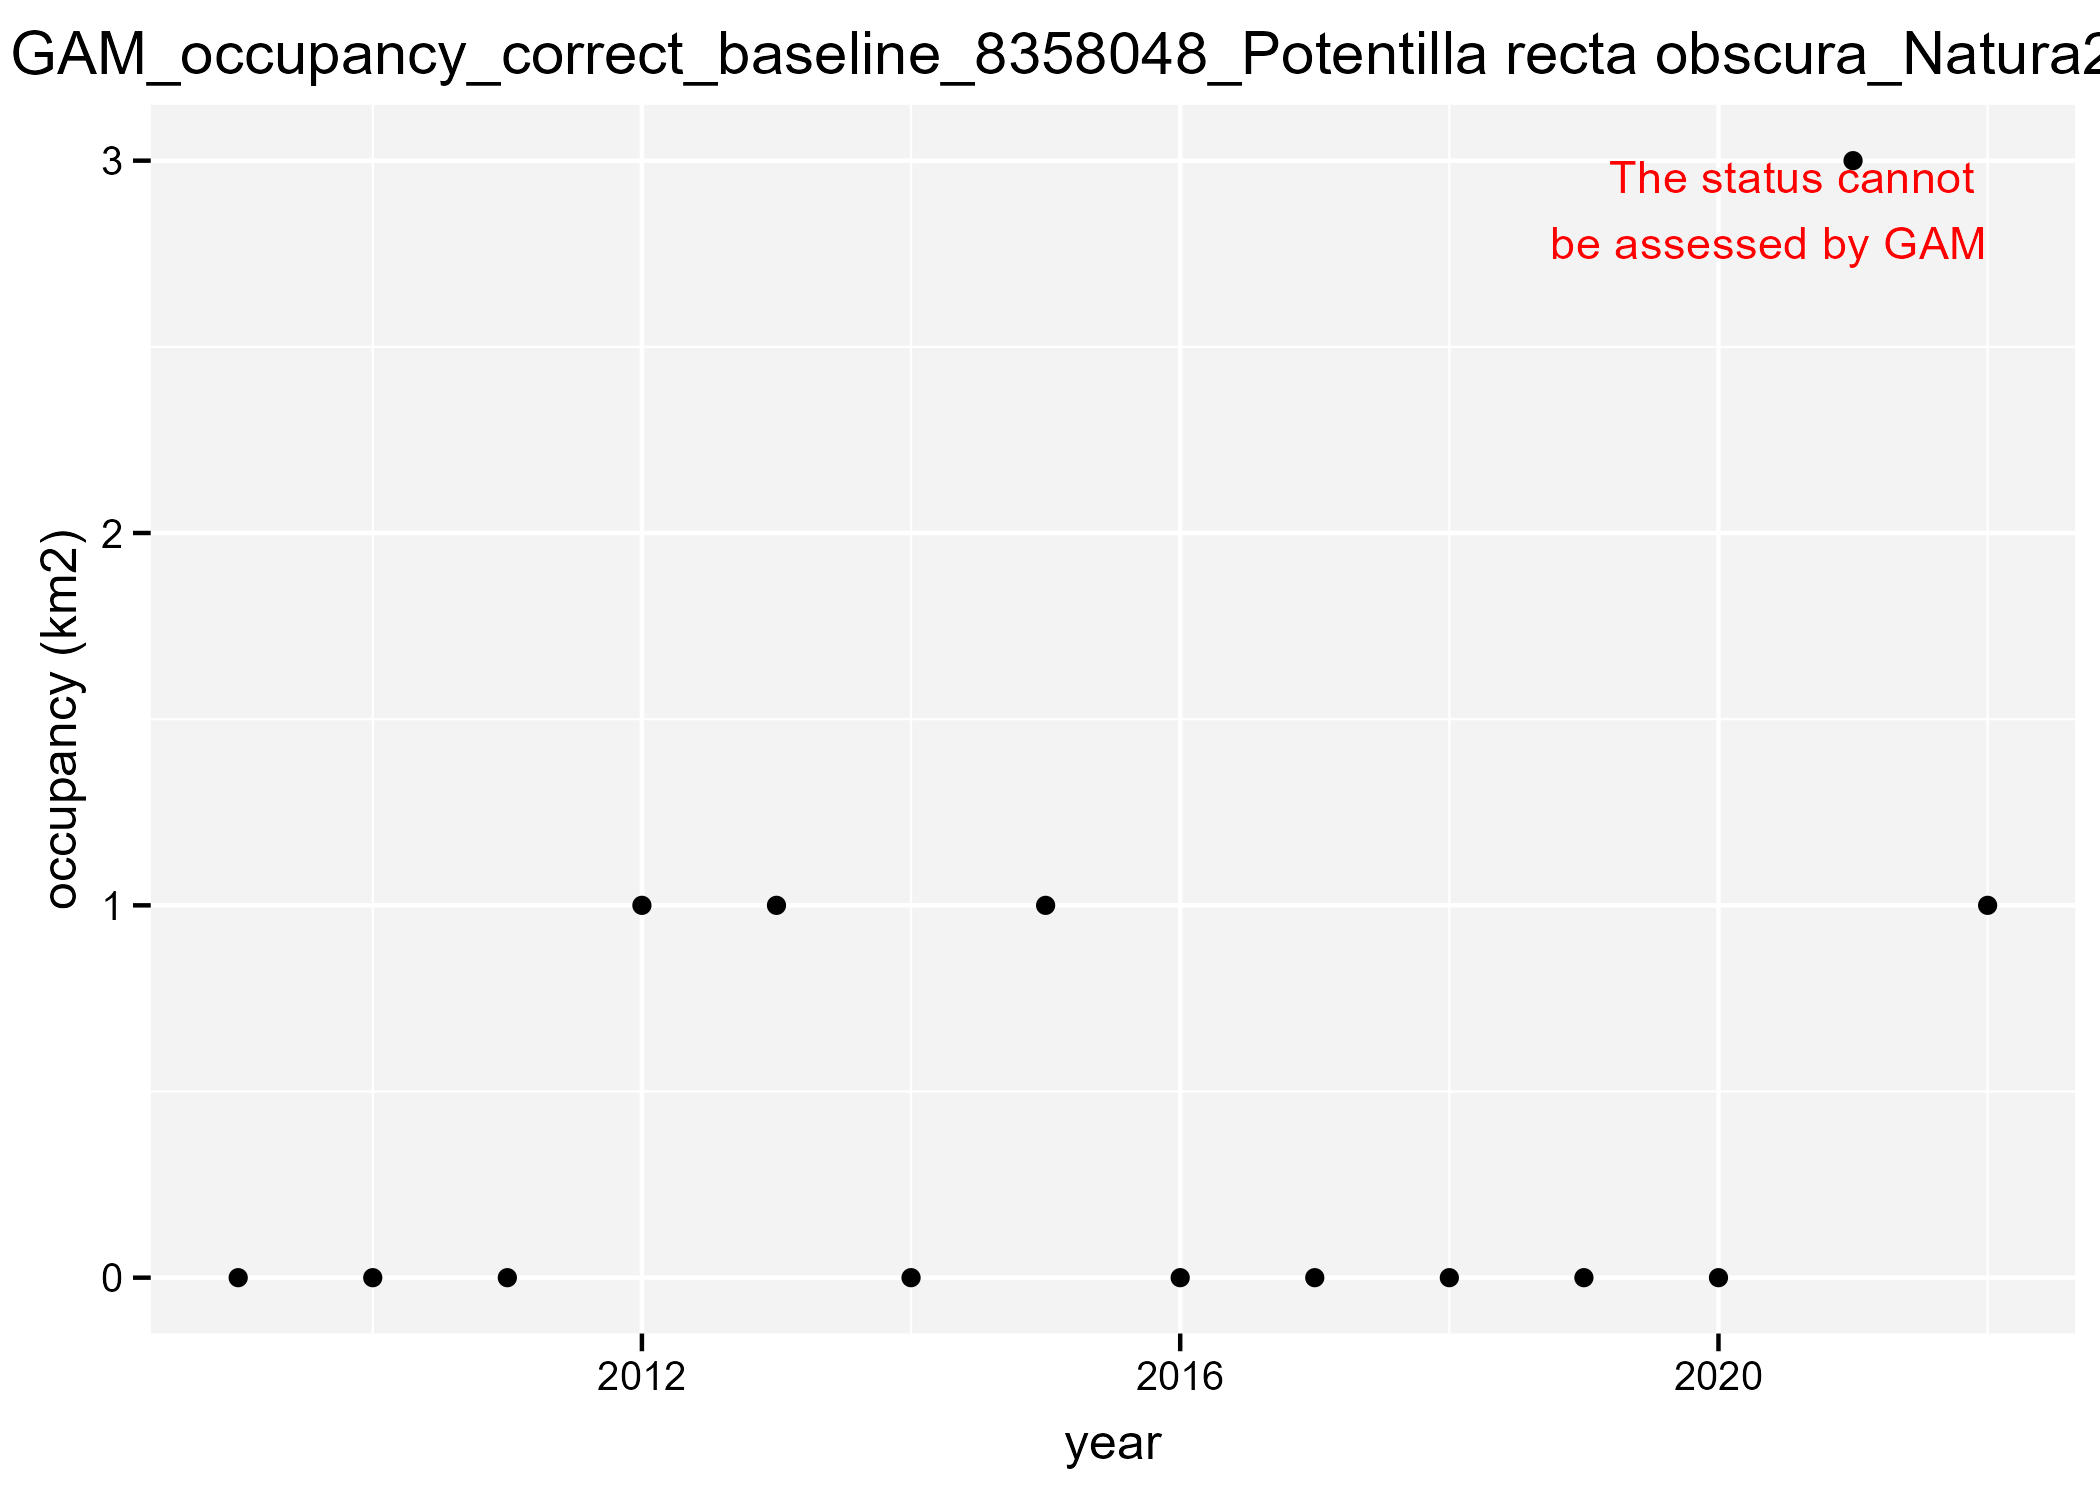 GAM_occupancy_correct_baseline_8358048_Potentilla recta obscura_Natura2
3
The status cannot
be assessed by GAM
2
occupancy (km2)
1
0
2012 2016 2020
year